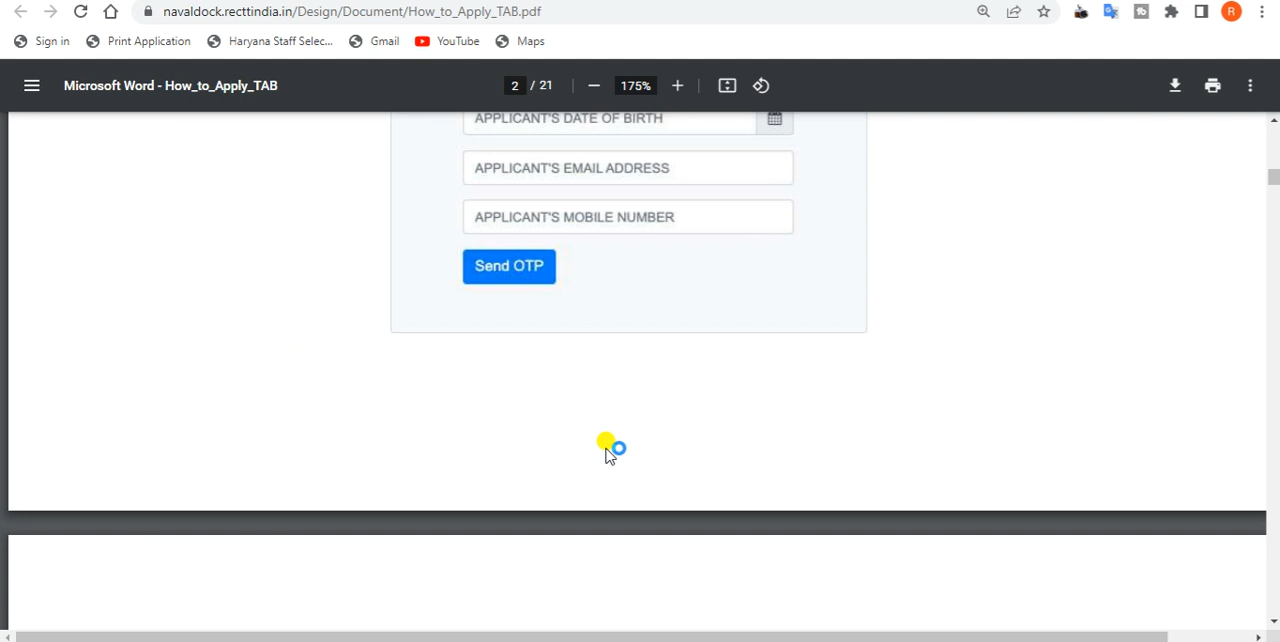 navaldock.recttindia.in/Design/Document/How_to_Apply_TAB.pdf
R
Sign in Print Application Haryana Staff Selec... Gmail YouTube Maps
Microsoft Word - How_to_Apply_TAB 2 / 21 175%
APPLICANT'S DATE OF BIRTH
APPLICANT'S EMAIL ADDRESS
APPLICANT'S MOBILE NUMBER
Send OTP